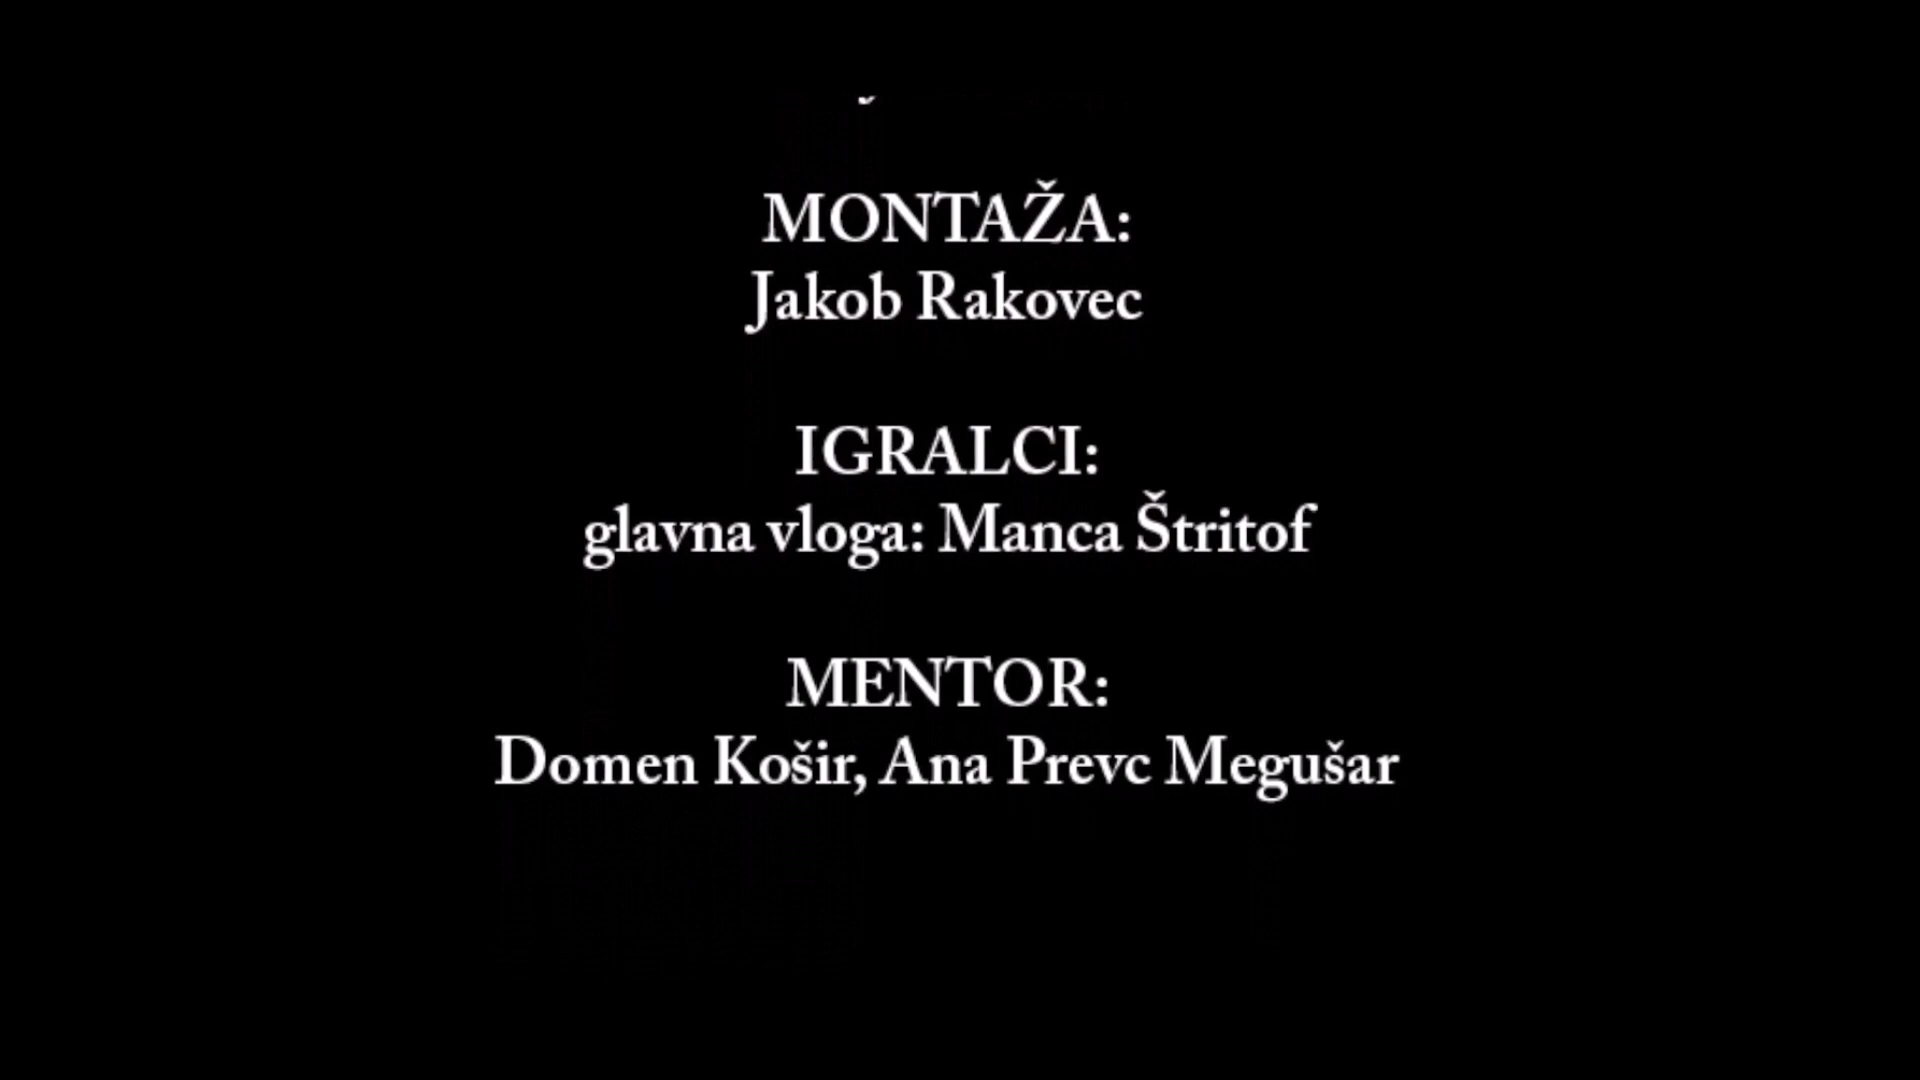 MONTAŽA:
Jakob Rakovec
IGRALCI:
glavna vloga: Manca Štritof
MENTOR:
Domen Košir, Ana Prevc Megušar